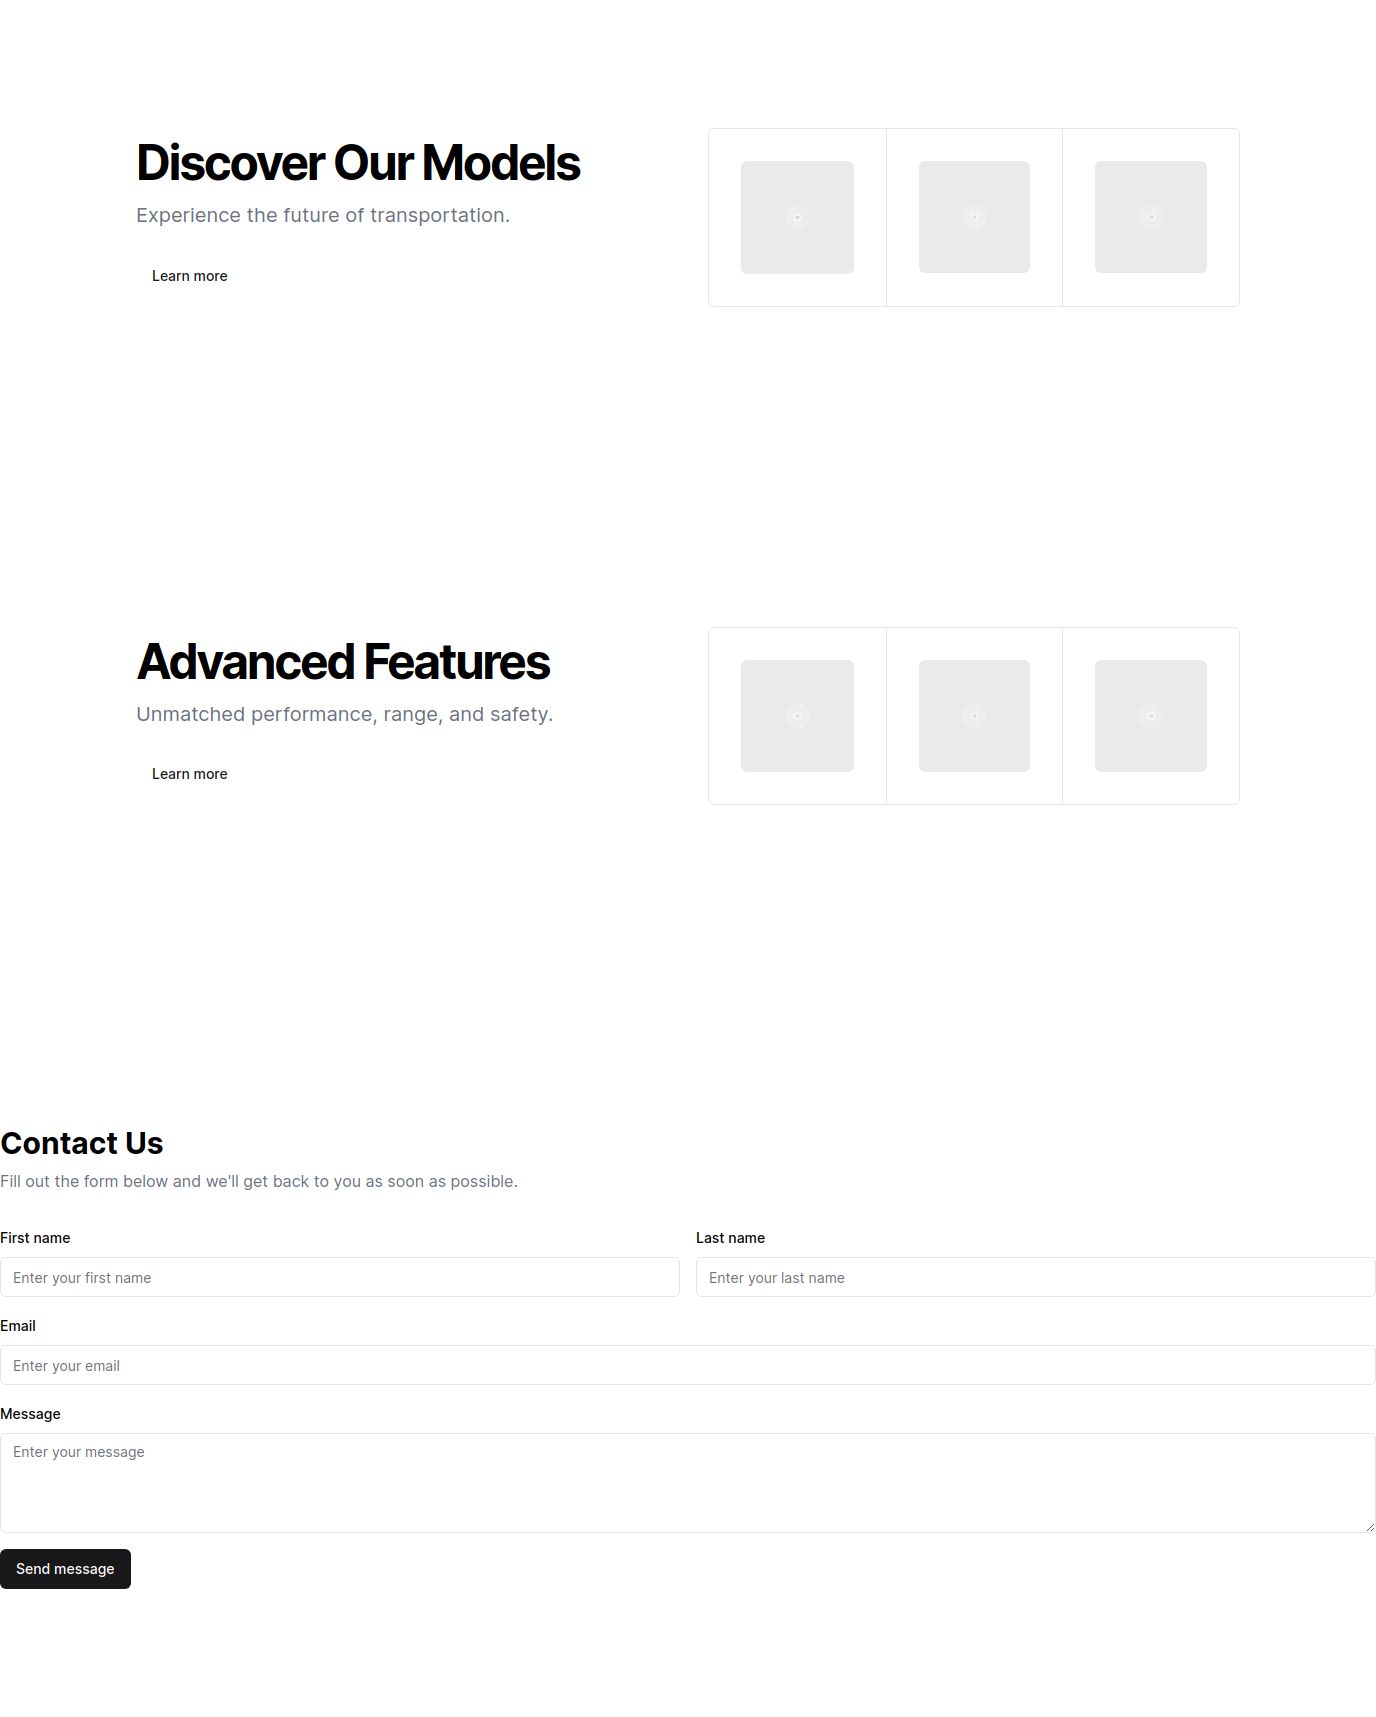 Discover Our Models
Experience the future of transportation.
Learn more
Advanced Features
Unmatched performance, range, and safety.
Learn more
Contact Us
Fill out the form below and we'll get back to you as soon as possible.
First name
Last name
Enter your first name
Enter your last name
Email
Enter your email
Message
Enter your message
Send message